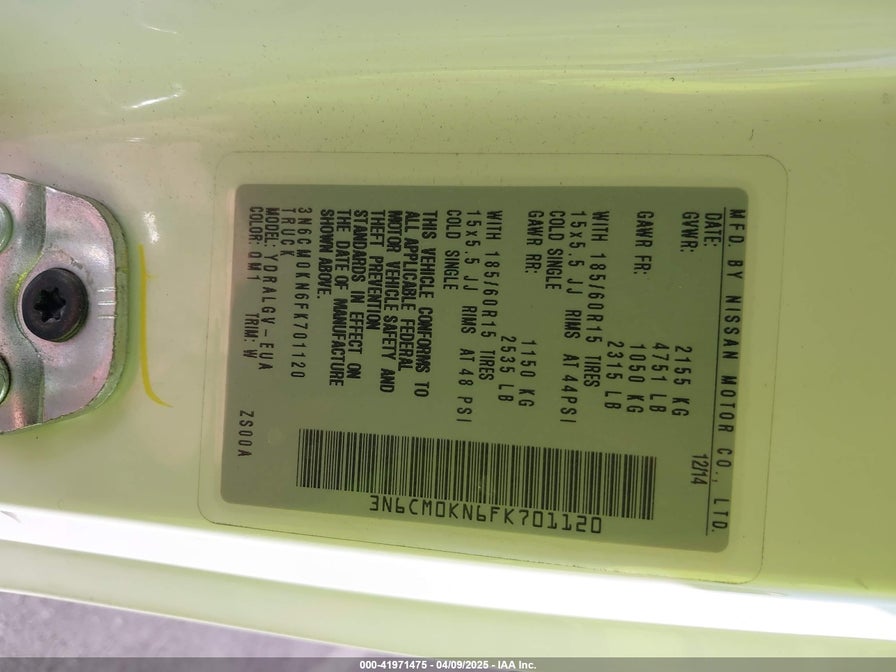 MFD. BY NISSAN MOTOR CO., LTD.
DATE: 12/14
GVWR: 2155 KG
4751 LB
GAWR FR: 1050 KG
2315 LB
WITH 185/60R15 TIRES
15x5.5 JJ RIMS AT 44PSI
COLD SINGLE
GAWR RR: 1150 KG
2535 LB
WITH 185/60R15 TIRES
15x5.5 JJ RIMS AT 48 PSI
COLD SINGLE
THIS VEHICLE CONFORMS TO
ALL APPLICABLE FEDERAL
MOTOR VEHICLE SAFETY AND
THEFT PREVENTION
STANDARDS IN EFFECT ON
THE DATE OF MANUFACTURE
SHOWN ABOVE.
3N6CM0KN6FK701120
TRUCK
MODEL: YDRALGV-EUA
COLOR: QM1 TRIM: W ZS00A
3N6CM0KN6FK701120
000-41971475 - 04/09/2025 - IAA Inc.